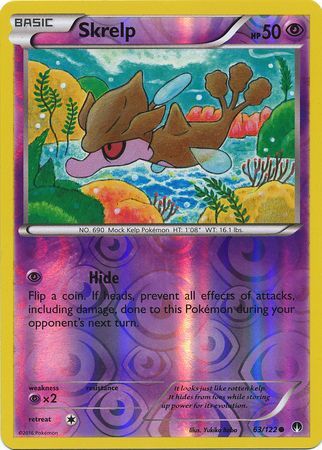 BASIC
Skrelp
HP 50
NO. 690 Mock Kelp Pokémon HT: 1'08" WT: 16.1 lbs.
Hide
Flip a coin. If heads, prevent all effects of attacks,
including damage, done to this Pokémon during your
opponent's next turn.
weakness resistance
×2
retreat
It looks just like rotten kelp.
It hides from foes while storing
up power for its evolution.
©2016 Pokémon
Illus. Yukiko Baba
63/122